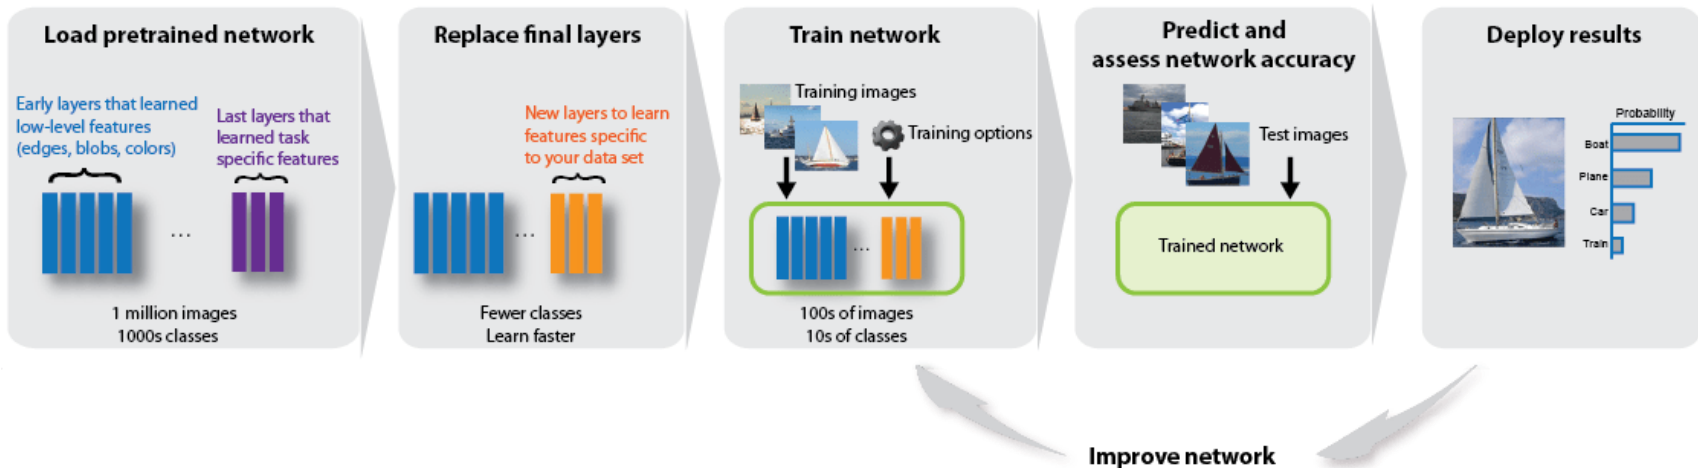 Load pretrained network
Early layers that learned
low-level features
(edges, blobs, colors)
Last layers that
learned task
specific features
...
1 million images
1000s classes
Replace final layers
New layers to learn
features specific
to your data set
...
Fewer classes
Learn faster
Train network
Training images
Training options
...
100s of images
10s of classes
Predict and
assess network accuracy
Test images
Trained network
Deploy results
Probability
Boat
Plane
Car
Train
Improve network